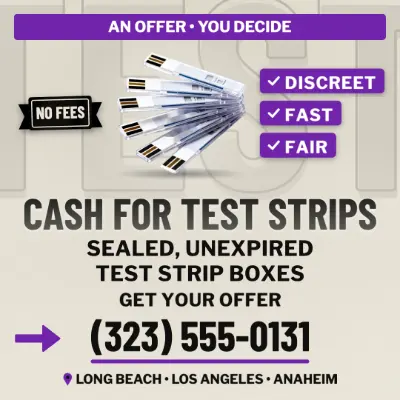 AN OFFER • YOU DECIDE
NO FEES
DISCREET
FAST
FAIR
TEST
CASH FOR TEST STRIPS
SEALED, UNEXPIRED
TEST STRIP BOXES
GET YOUR OFFER
(323) 555-0131
LONG BEACH • LOS ANGELES • ANAHEIM